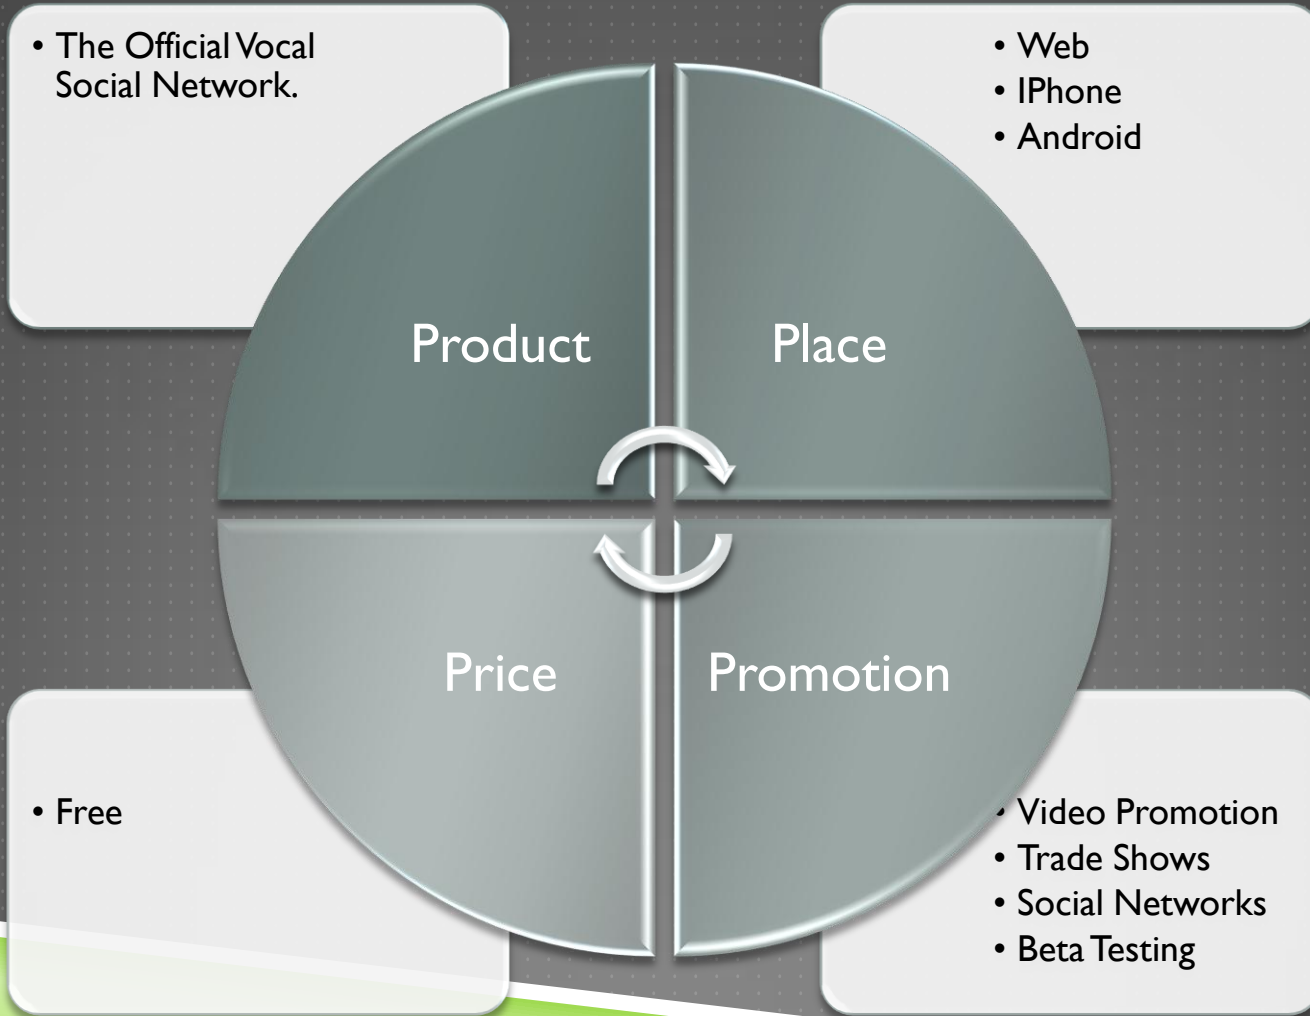 • The Official Vocal
Social Network.
• Web
• IPhone
• Android
Product
Place
Price
Promotion
• Free
• Video Promotion
• Trade Shows
• Social Networks
• Beta Testing